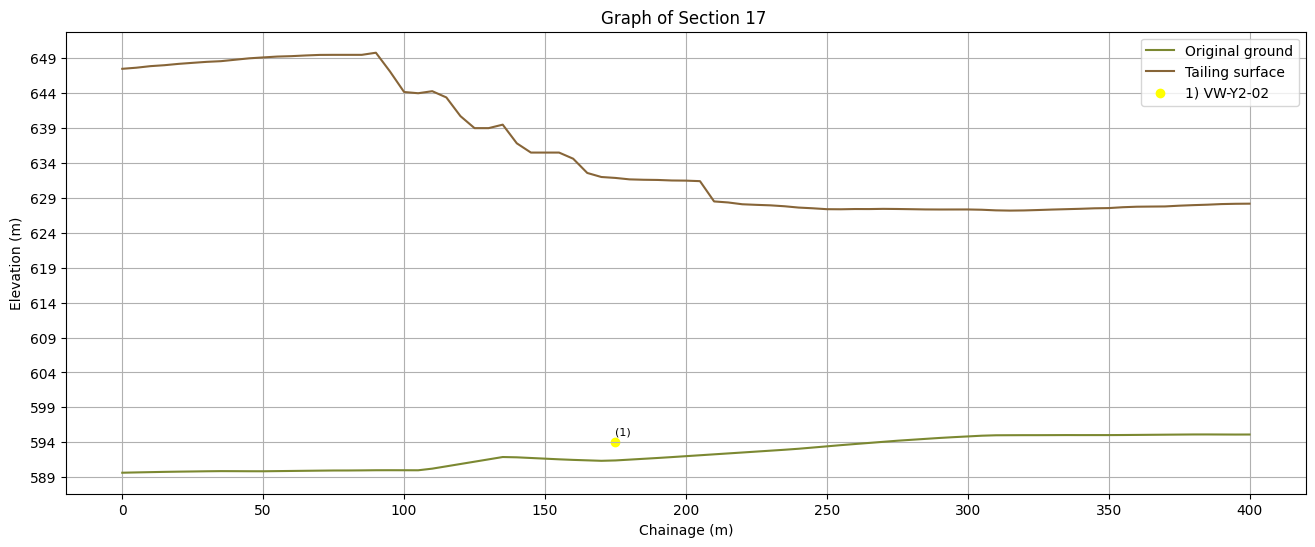 Graph of Section 17
Original ground
Tailing surface
1) VW-Y2-02
Elevation (m)
649
644
639
634
629
624
619
614
609
604
599
594
589
(1)
0 50 100 150 200 250 300 350 400
Chainage (m)